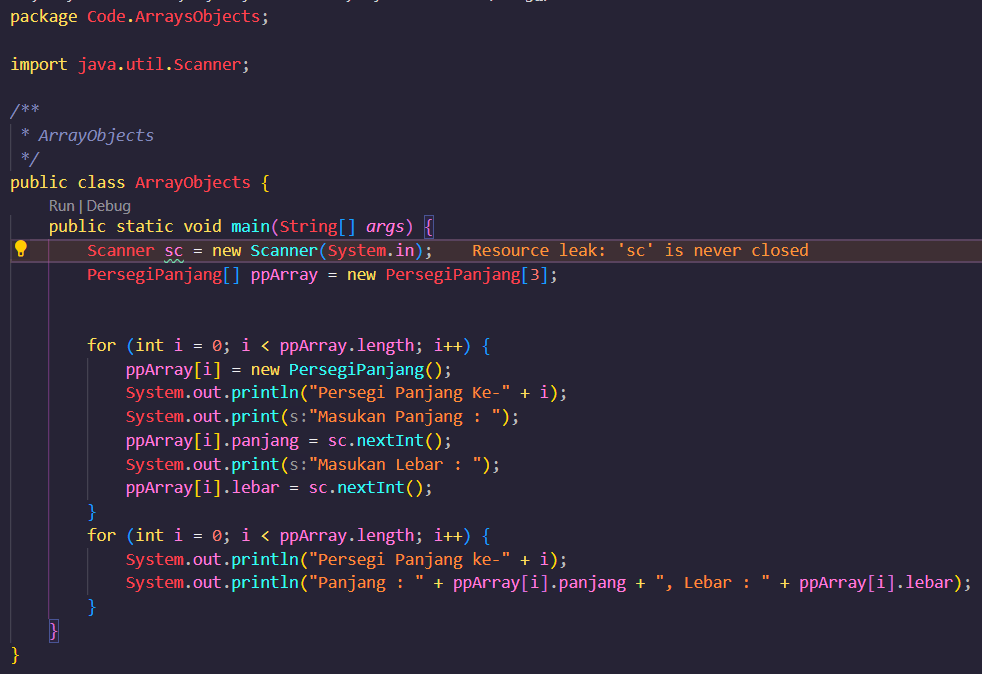 package Code.ArraysObjects;
import java.util.Scanner;
/**
 * ArrayObjects
 */
public class ArrayObjects {
Run | Debug
    public static void main(String[] args) {
        Scanner sc = new Scanner(System.in);    Resource leak: 'sc' is never closed
        PersegiPanjang[] ppArray = new PersegiPanjang[3];
        for (int i = 0; i < ppArray.length; i++) {
            ppArray[i] = new PersegiPanjang();
            System.out.println("Persegi Panjang Ke-" + i);
            System.out.print(s:"Masukan Panjang : ");
            ppArray[i].panjang = sc.nextInt();
            System.out.print(s:"Masukan Lebar : ");
            ppArray[i].lebar = sc.nextInt();
        }
        for (int i = 0; i < ppArray.length; i++) {
            System.out.println("Persegi Panjang ke-" + i);
            System.out.println("Panjang : " + ppArray[i].panjang + ", Lebar : " + ppArray[i].lebar);
        }
    }
}